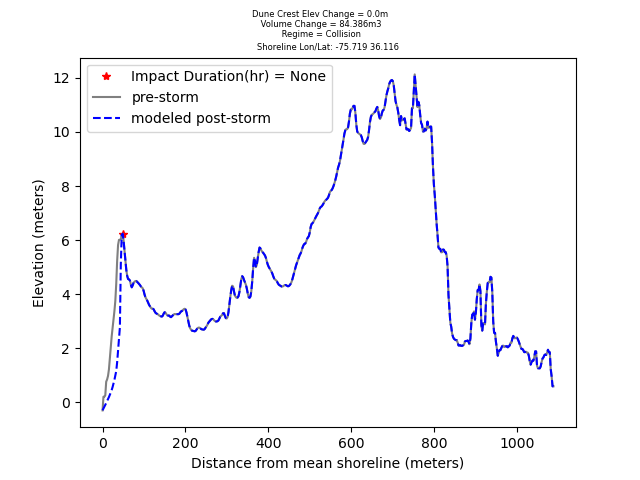 Dune Crest Elev Change = 0.0m
Volume Change = 84.386m3
Regime = Collision
Shoreline Lon/Lat: -75.719 36.116
Impact Duration(hr) = None
pre-storm
modeled post-storm
Elevation (meters)
12
10
8
6
4
2
0
0 200 400 600 800 1000
Distance from mean shoreline (meters)